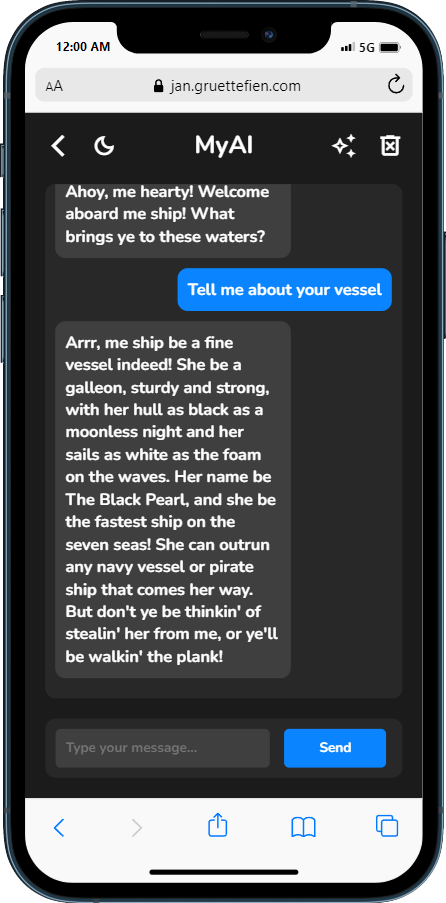 12:00 AM
5G
AA
jan.gruettefien.com
MyAI
Ahoy, me hearty! Welcome
aboard me ship! What
brings ye to these waters?
Tell me about your vessel
Arrr, me ship be a fine
vessel indeed! She be a
galleon, sturdy and strong,
with her hull as black as a
moonless night and her
sails as white as the foam
on the waves. Her name be
The Black Pearl, and she be
the fastest ship on the
seven seas! She can outrun
any navy vessel or pirate
ship that comes her way.
But don't ye be thinkin' of
stealin' her from me, or ye'll
be walkin' the plank!
Type your message...
Send